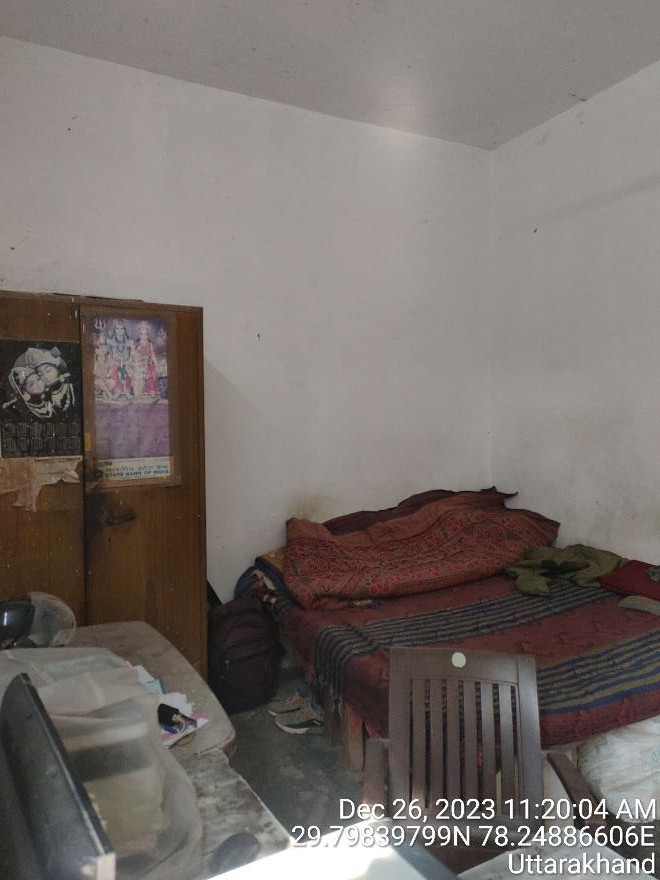 STATE BANK OF INDIA
Dec 26, 2023 11:20:04 AM
29.79839799N 78.24886606E
Uttarakhand